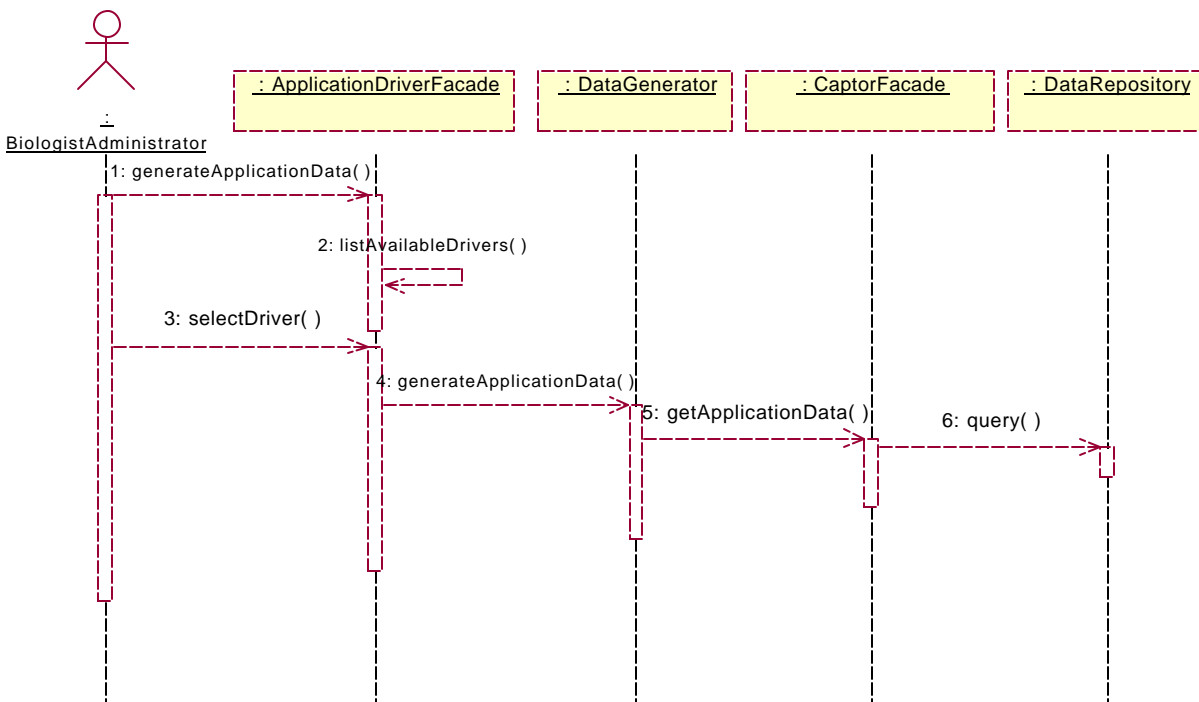 : ApplicationDriverFacade
: DataGenerator
: CaptorFacade
: DataRepository
:
BiologistAdministrator
1: generateApplicationData( )
2: listAvailableDrivers( )
3: selectDriver( )
4: generateApplicationData( )
5: getApplicationData( )
6: query( )